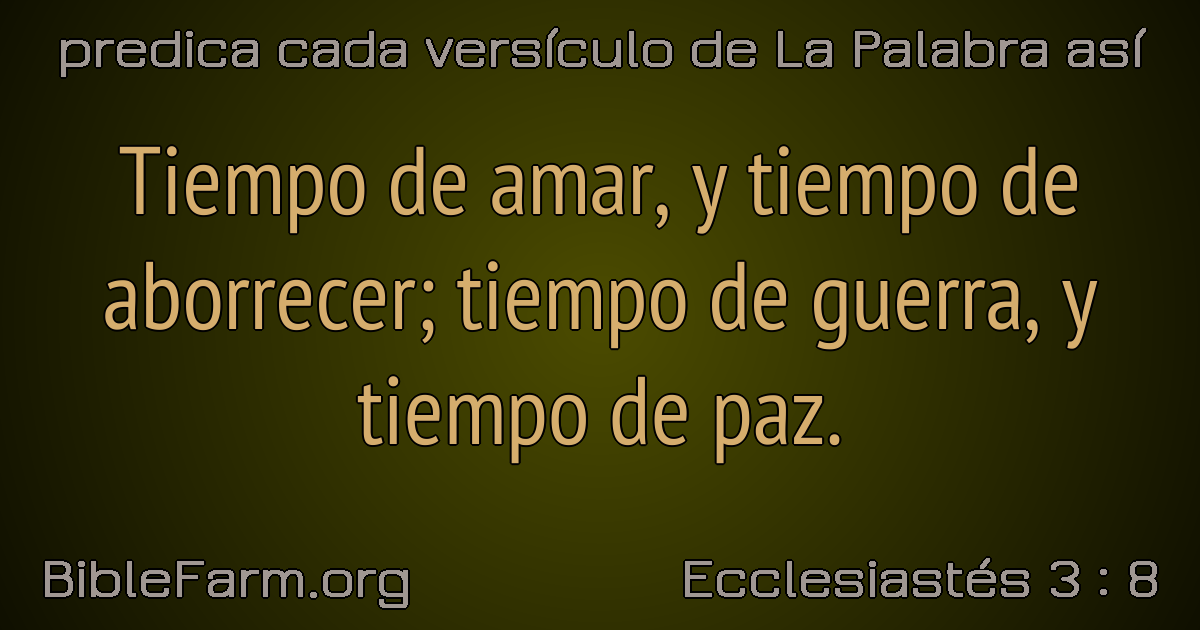 predica cada versículo de La Palabra así
Tiempo de amar, y tiempo de
aborrecer; tiempo de guerra, y
tiempo de paz.
BibleFarm.org
Ecclesiastés 3 : 8